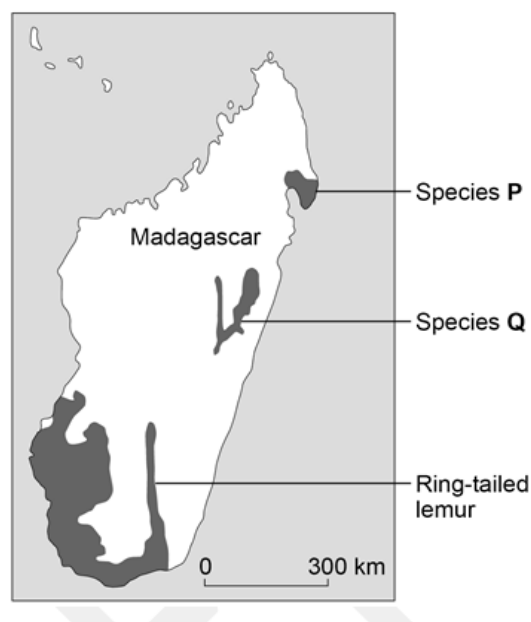 Species P
Madagascar
Species Q
Ring-tailed
lemur
0 300 km